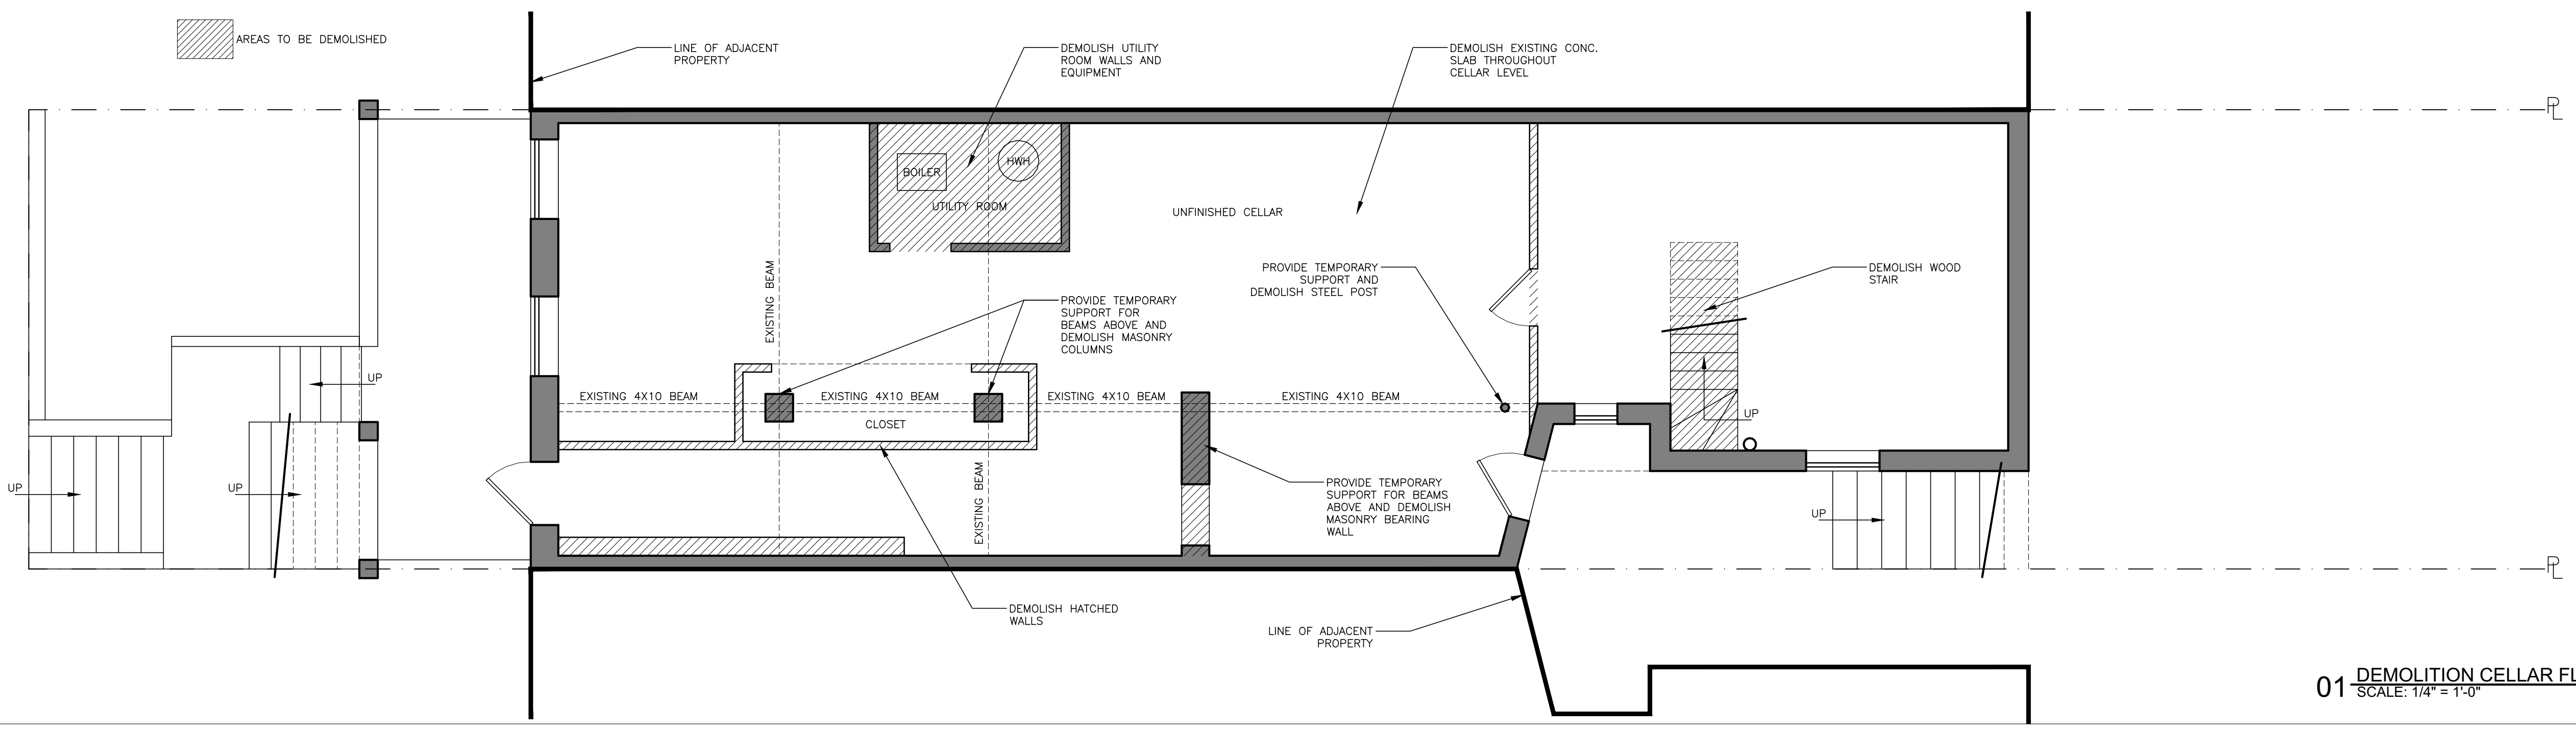 AREAS TO BE DEMOLISHED
LINE OF ADJACENT
PROPERTY
DEMOLISH UTILITY
ROOM WALLS AND
EQUIPMENT
DEMOLISH EXISTING CONC.
SLAB THROUGHOUT
CELLAR LEVEL
PL
BOILER
HWH
UTILITY ROOM
UNFINISHED CELLAR
EXISTING BEAM
PROVIDE TEMPORARY
SUPPORT FOR
BEAMS ABOVE AND
DEMOLISH MASONRY
COLUMNS
PROVIDE TEMPORARY
SUPPORT AND
DEMOLISH STEEL POST
DEMOLISH WOOD
STAIR
UP
EXISTING 4X10 BEAM
EXISTING 4X10 BEAM
EXISTING 4X10 BEAM
EXISTING 4X10 BEAM
CLOSET
UP
EXISTING BEAM
UP
UP
PROVIDE TEMPORARY
SUPPORT FOR BEAMS
ABOVE AND DEMOLISH
MASONRY BEARING
WALL
UP
PL
DEMOLISH HATCHED
WALLS
LINE OF ADJACENT
PROPERTY
01
DEMOLITION CELLAR FL
SCALE: 1/4" = 1'-0"